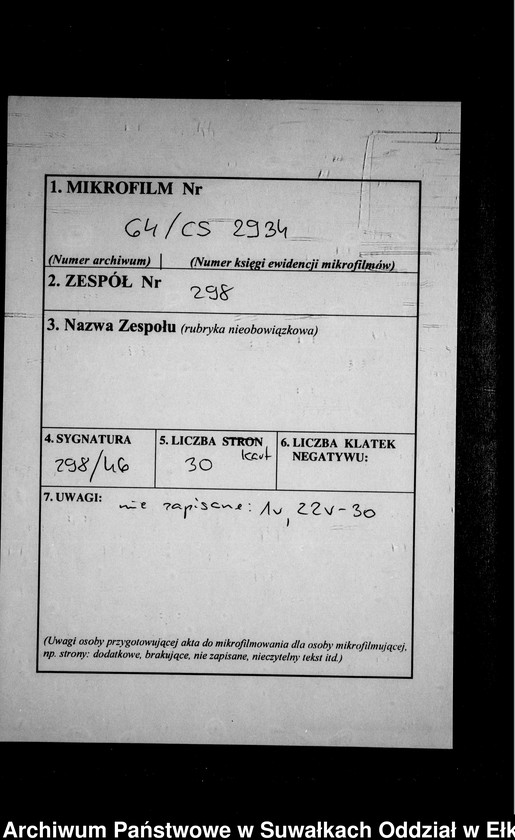 1. MIKROFILM Nr
64/CS 2934
(Numer archiwum) | (Numer księgi ewidencji mikrofilmów)
2. ZESPÓŁ Nr
298
3. Nazwa Zespołu (rubryka nieobowiązkowa)
4. SYGNATURA
298/46
5. LICZBA STRON
kart
30
6. LICZBA KLATEK
NEGATYWU:
7. UWAGI: nie zapisane: 1v, 22v-30
(Uwagi osoby przygotowującej akta do mikrofilmowania dla osoby mikrofilmującej,
np. strony: dodatkowe, brakujące, nie zapisane, nieczytelny tekst itd.)
Archiwum Państwowe w Suwałkach Oddział w Ełk